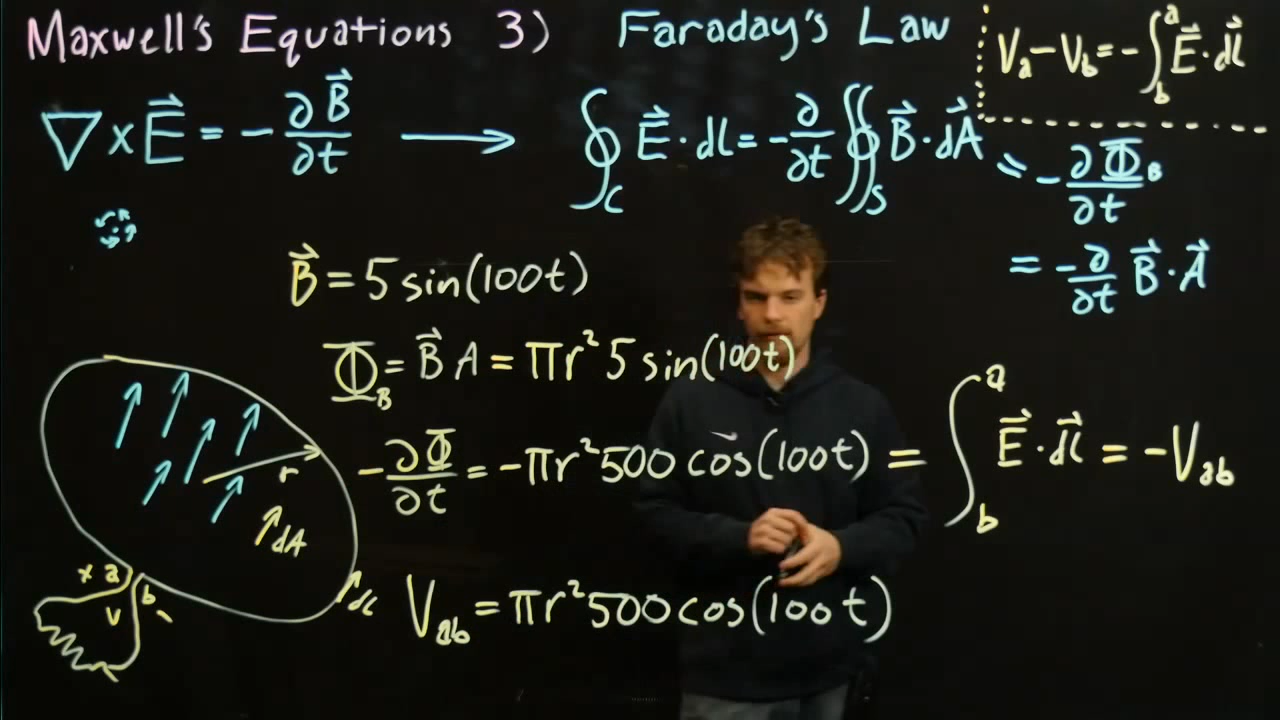 Maxwell's Equations 3) Faraday's Law
Va − Vb = − ∫_b^a E⃗ · dl⃗
∇ × E⃗ = − ∂B⃗/∂t → ∮_C E⃗ · dl = − ∂/∂t ∯_S B⃗ · dA⃗ = − ∂Φ_B/∂t
= − ∂/∂t B⃗ · A⃗
B⃗ = 5 sin(100t)
Φ_B = B⃗ A = πr² 5 sin(100t)
− ∂Φ/∂t = − πr² 500 cos(100t) = ∫_b^a E⃗ · dl⃗ = − V_ab
r
dA
+ a
b −
V
dl
V_ab = πr² 500 cos(100t)